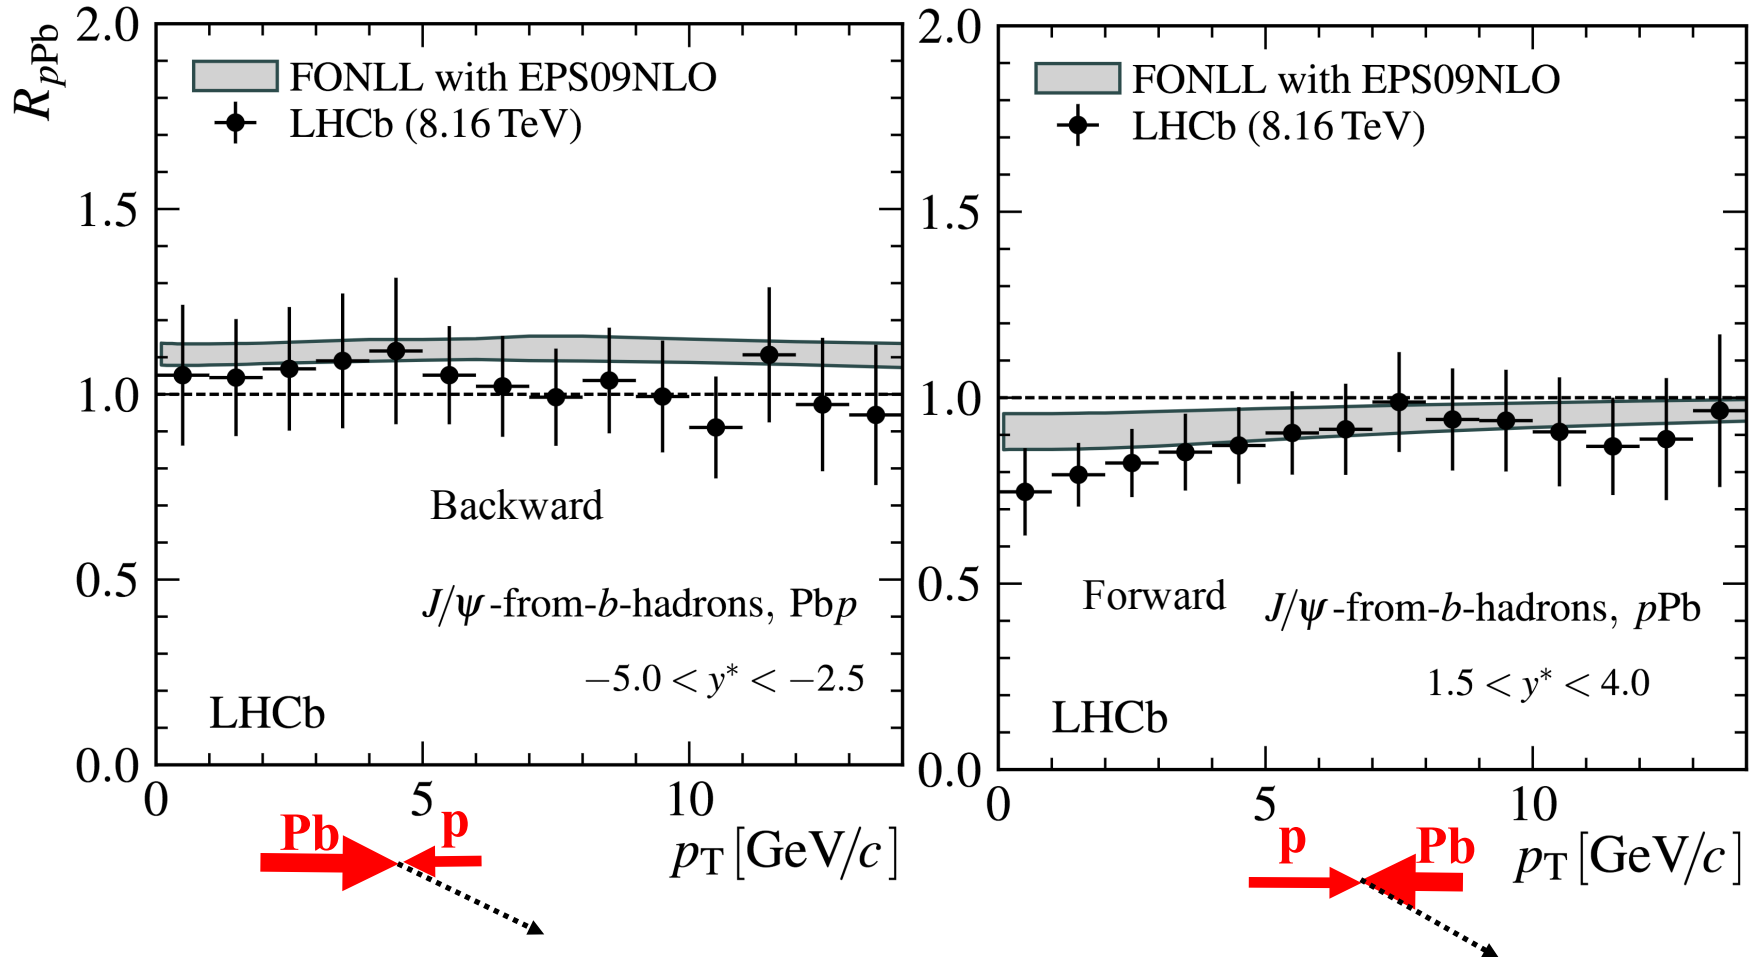 R_pPb
2.0
1.5
1.0
0.5
0.0
FONLL with EPS09NLO
LHCb (8.16 TeV)
Backward
J/ψ-from-b-hadrons, Pbp
−5.0 < y* < −2.5
LHCb
0 5 10
p_T [GeV/c]
Pb p
2.0
1.5
1.0
0.5
0.0
FONLL with EPS09NLO
LHCb (8.16 TeV)
Forward
J/ψ-from-b-hadrons, pPb
1.5 < y* < 4.0
LHCb
0 5 10
p_T [GeV/c]
p Pb